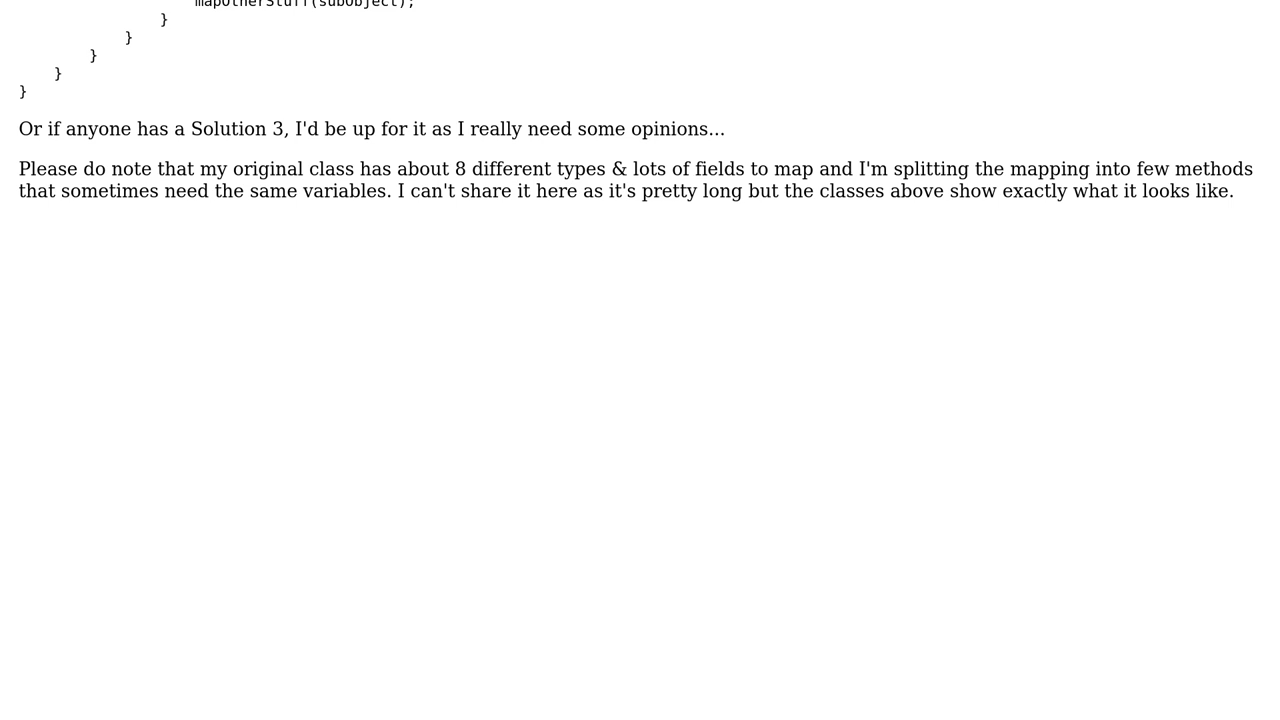 mapOtherStuff(subObject);
}
}
}
}
}
Or if anyone has a Solution 3, I'd be up for it as I really need some opinions...
Please do note that my original class has about 8 different types & lots of fields to map and I'm splitting the mapping into few methods
that sometimes need the same variables. I can't share it here as it's pretty long but the classes above show exactly what it looks like.